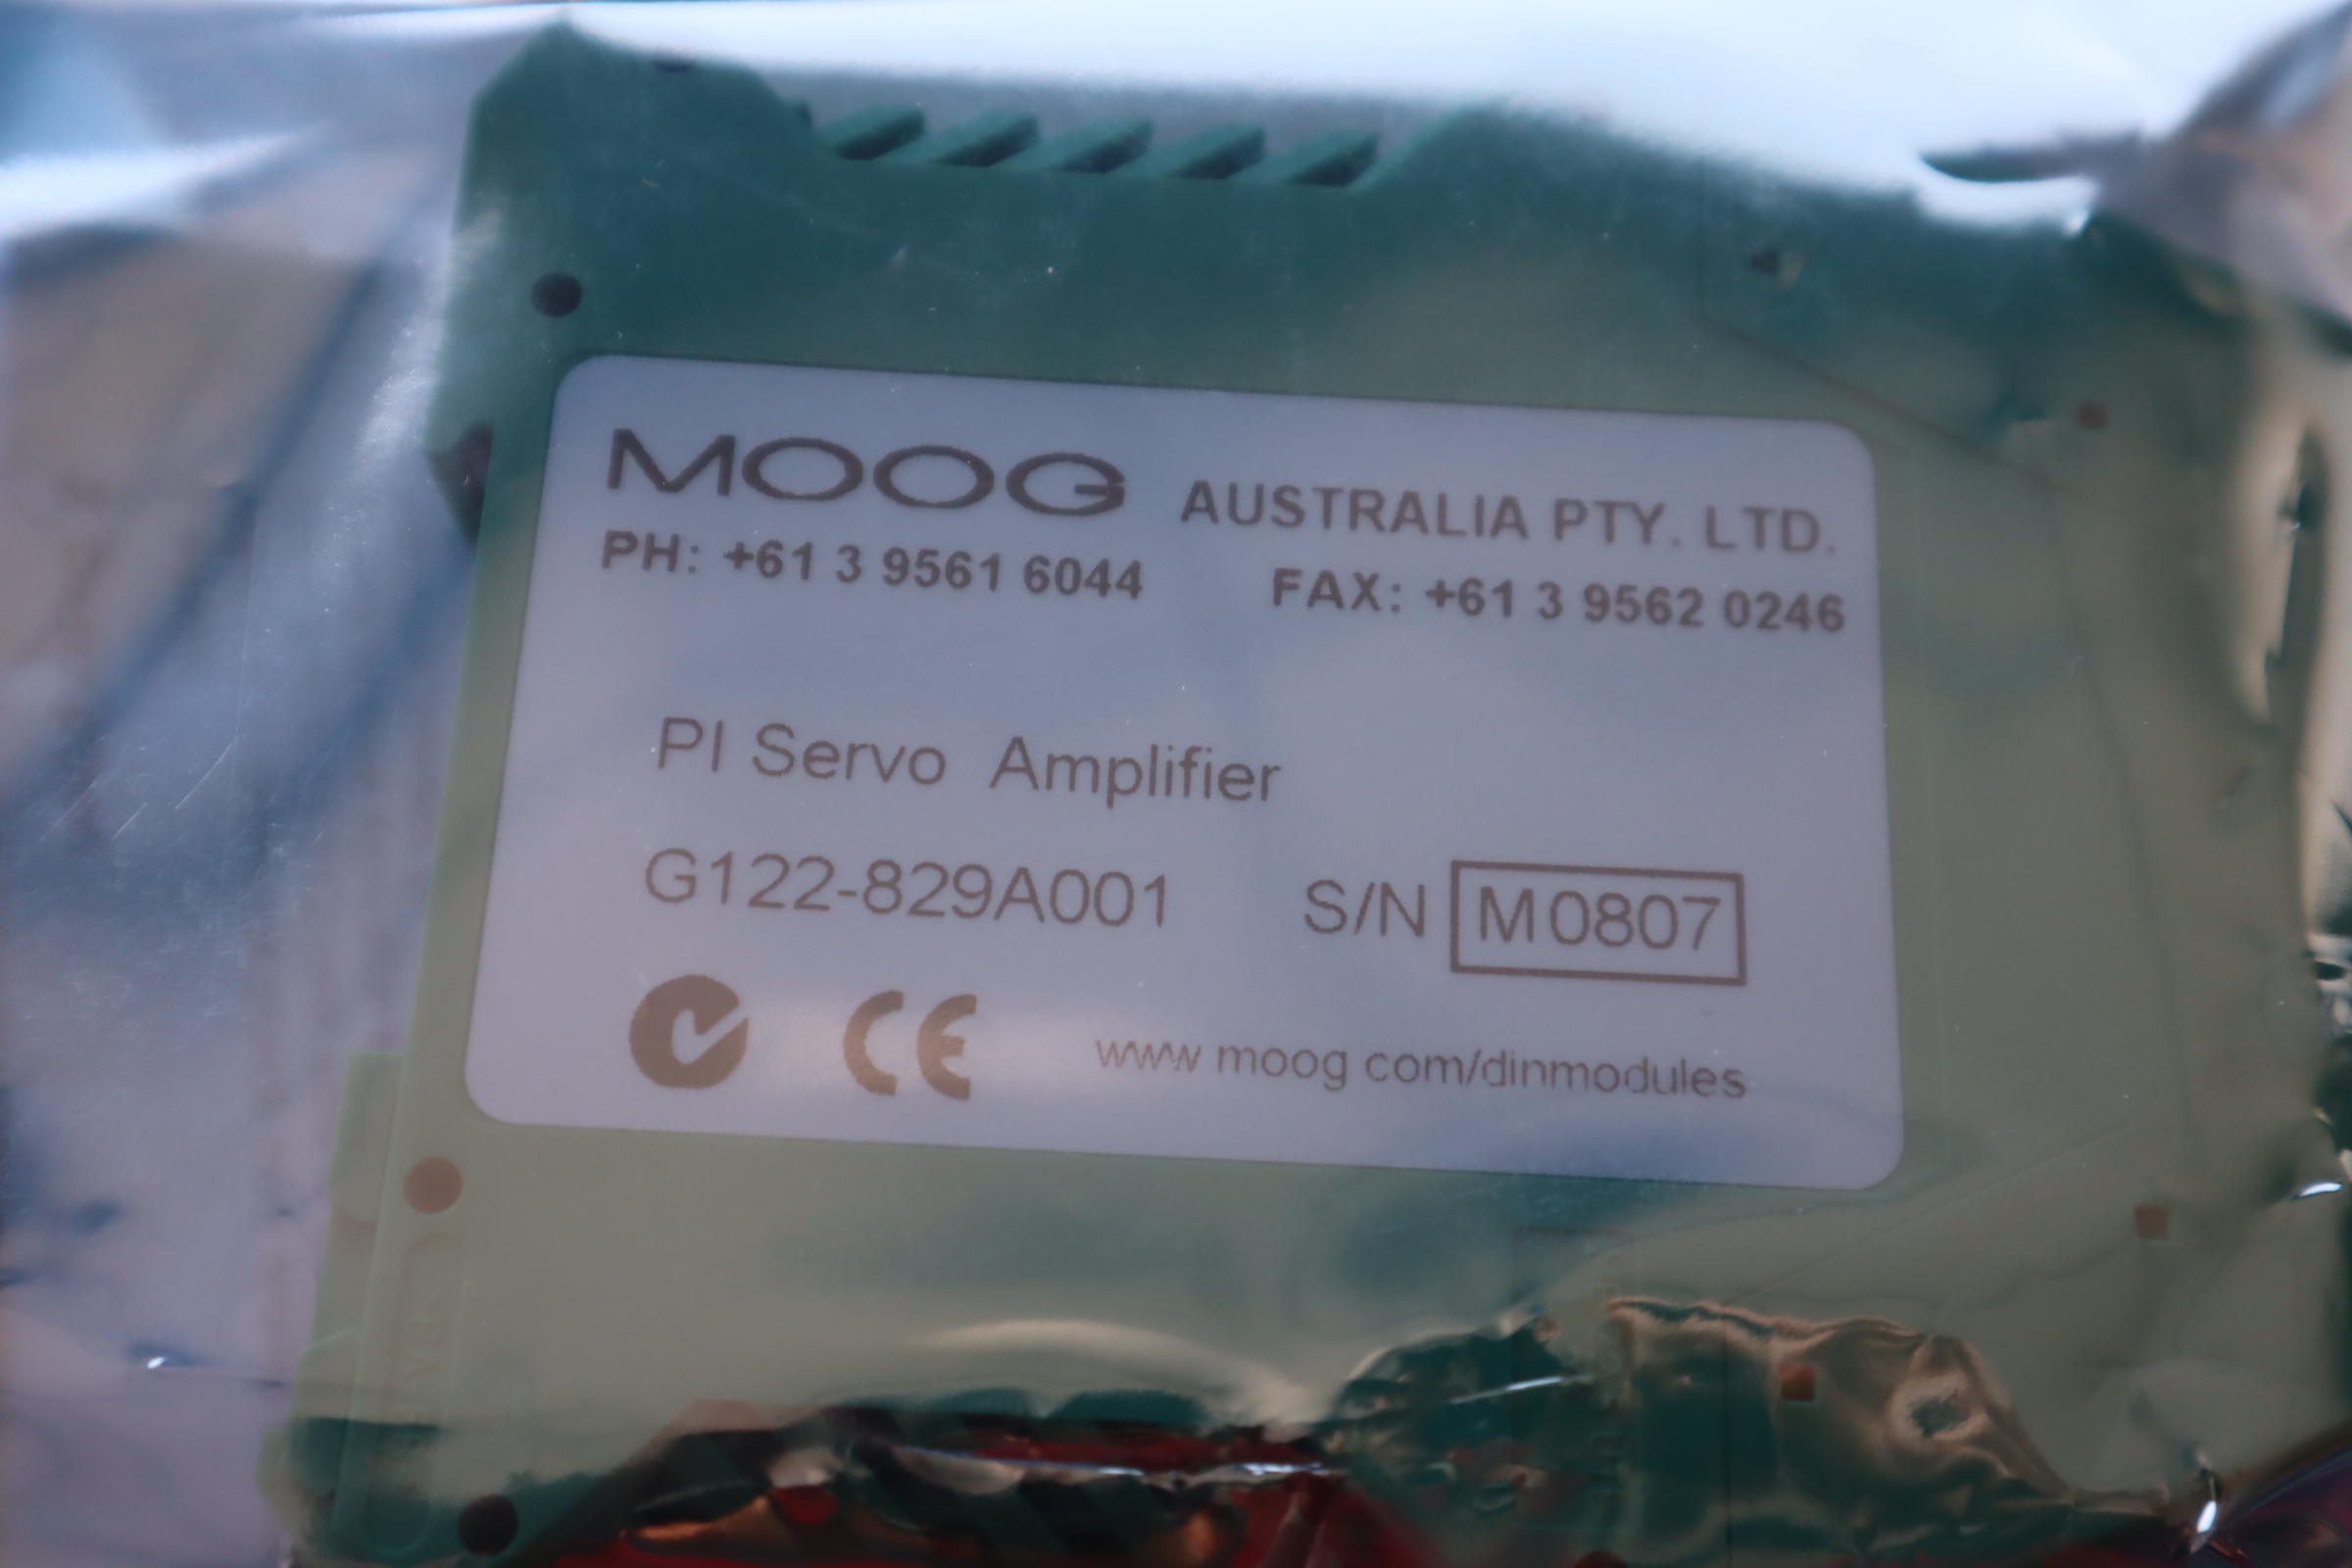 MOOG AUSTRALIA PTY. LTD.
PH: +61 3 9561 6044 FAX: +61 3 9562 0246
PI Servo Amplifier
G122-829A001 S/N M0807
CE www.moog.com/dinmodules